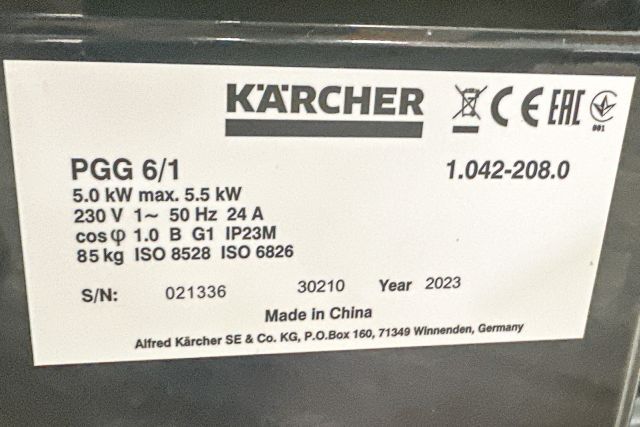 KÄRCHER CE EAC
001
PGG 6/1 1.042-208.0
5.0 kW max. 5.5 kW
230 V 1~ 50 Hz 24 A
cos φ 1.0 B G1 IP23M
85 kg ISO 8528 ISO 6826
S/N: 021336 30210 Year 2023
Made in China
Alfred Kärcher SE & Co. KG, P.O.Box 160, 71349 Winnenden, Germany